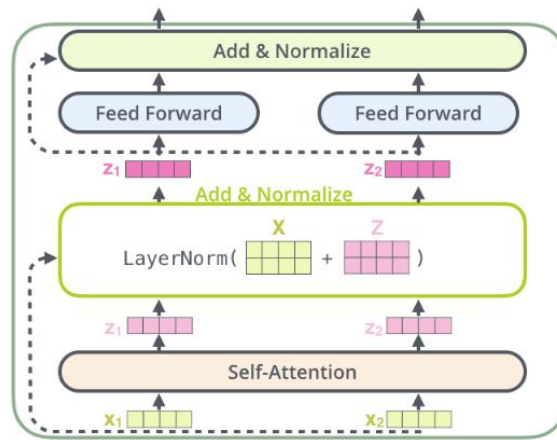 Add & Normalize
Feed Forward Feed Forward
z₁ z₂
Add & Normalize
X Z
LayerNorm( + )
z₁ z₂
Self-Attention
x₁ x₂